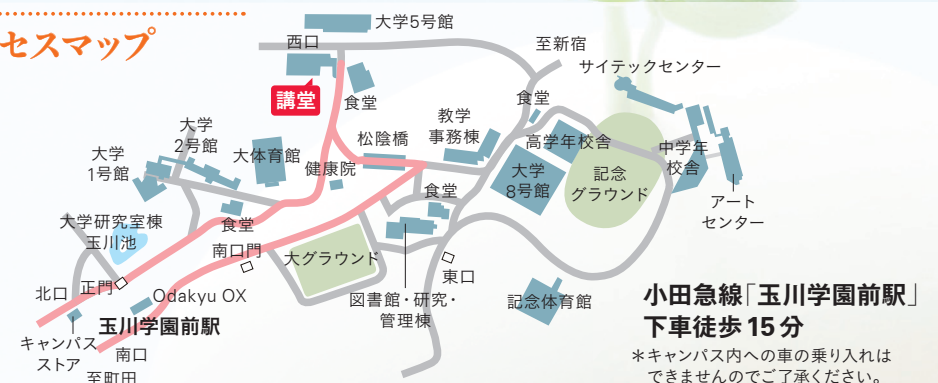 セスマップ
大学5号館
西口
至新宿
サイテックセンター
講堂
食堂
食堂
教学
事務棟
大学
2号館
大体育館
松陰橋
高学年校舎
中学年
校舎
大学
1号館
健康院
大学
8号館
記念
グラウンド
食堂
アート
センター
食堂
大学研究室棟
玉川池
南口門
大グラウンド
東口
北口
正門
Odakyu OX
図書館・研究・
管理棟
記念体育館
玉川学園前駅
キャンパス
ストア
南口
至町田
小田急線「玉川学園前駅」
下車徒歩15分
＊キャンパス内への車の乗り入れは
できませんのでご了承ください。